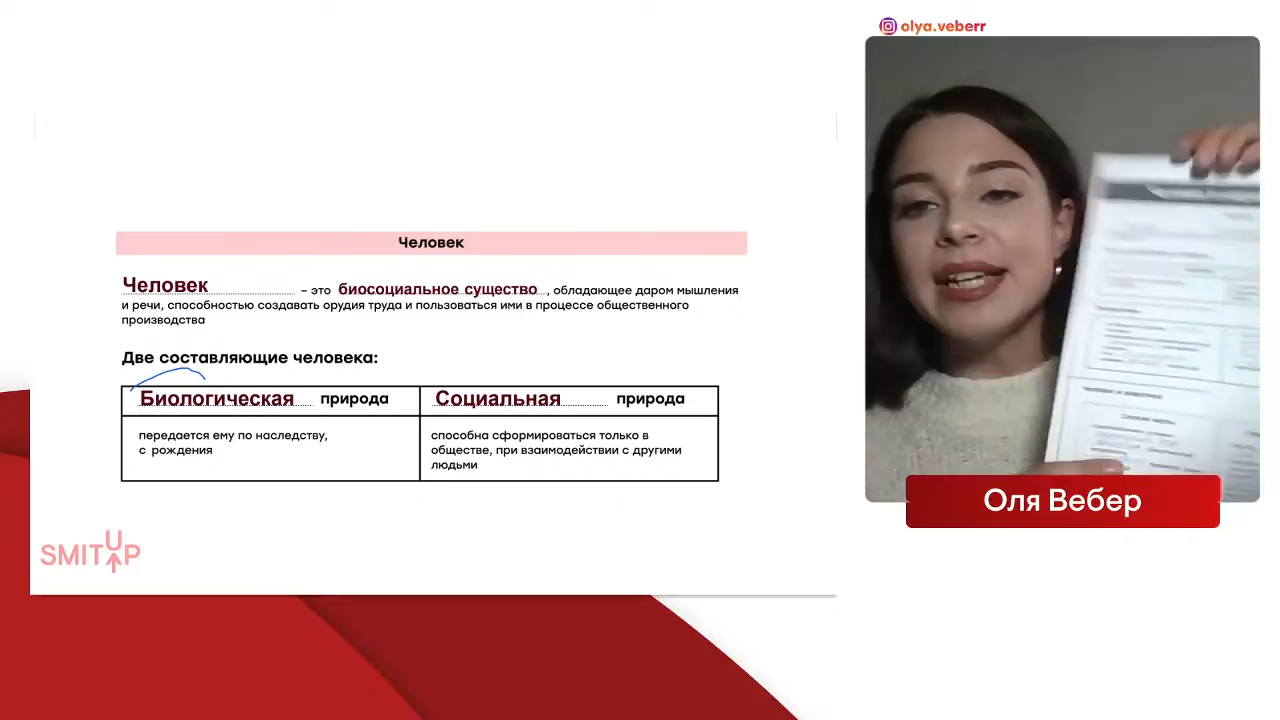 olya.veberr
Человек
Человек – это биосоциальное существо, обладающее даром мышления
и речи, способностью создавать орудия труда и пользоваться ими в процессе общественного
производства
Две составляющие человека:
Биологическая природа
Социальная природа
передается ему по наследству,
с рождения
способна сформироваться только в
обществе, при взаимодействии с другими
людьми
SMITUP
Оля Вебер